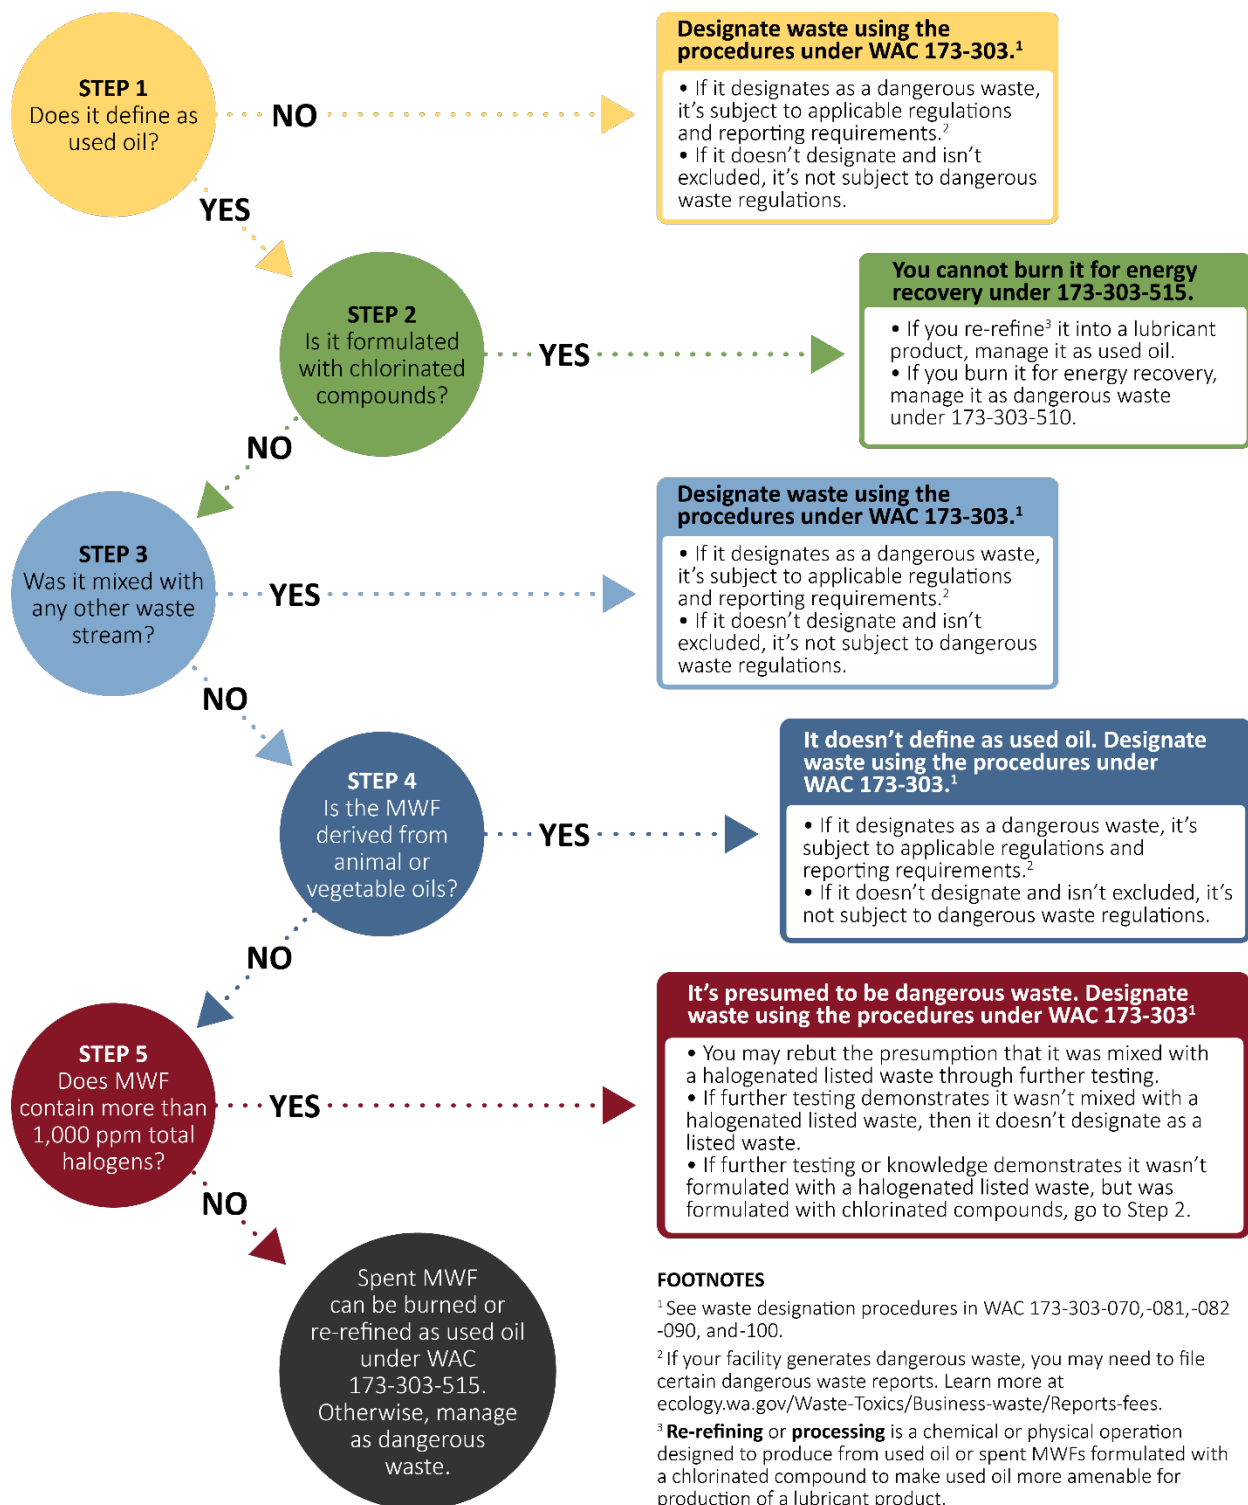 STEP 1
Does it define as
used oil?
NO
Designate waste using the
procedures under WAC 173-303.¹
• If it designates as a dangerous waste,
it's subject to applicable regulations
and reporting requirements.²
• If it doesn't designate and isn't
excluded, it's not subject to dangerous
waste regulations.
YES
STEP 2
Is it formulated
with chlorinated
compounds?
YES
You cannot burn it for energy
recovery under 173-303-515.
• If you re-refine³ it into a lubricant
product, manage it as used oil.
• If you burn it for energy recovery,
manage it as dangerous waste
under 173-303-510.
NO
STEP 3
Was it mixed with
any other waste
stream?
YES
Designate waste using the
procedures under WAC 173-303.¹
• If it designates as a dangerous waste,
it's subject to applicable regulations
and reporting requirements.²
• If it doesn't designate and isn't
excluded, it's not subject to dangerous
waste regulations.
NO
STEP 4
Is the MWF
derived from
animal or
vegetable oils?
YES
It doesn't define as used oil. Designate
waste using the procedures under
WAC 173-303.¹
• If it designates as a dangerous waste, it's
subject to applicable regulations and
reporting requirements.²
• If it doesn't designate and isn't excluded, it's
not subject to dangerous waste regulations.
NO
STEP 5
Does MWF
contain more than
1,000 ppm total
halogens?
YES
It's presumed to be dangerous waste. Designate
waste using the procedures under WAC 173-303¹
• You may rebut the presumption that it was mixed with
a halogenated listed waste through further testing.
• If further testing demonstrates it wasn't mixed with a
halogenated listed waste, then it doesn't designate as a
listed waste.
• If further testing or knowledge demonstrates it wasn't
formulated with a halogenated listed waste, but was
formulated with chlorinated compounds, go to Step 2.
NO
Spent MWF
can be burned or
re-refined as used oil
under WAC
173-303-515.
Otherwise, manage
as dangerous
waste.
FOOTNOTES
¹ See waste designation procedures in WAC 173-303-070,-081,-082
-090, and-100.
² If your facility generates dangerous waste, you may need to file
certain dangerous waste reports. Learn more at
ecology.wa.gov/Waste-Toxics/Business-waste/Reports-fees.
³ Re-refining or processing is a chemical or physical operation
designed to produce from used oil or spent MWFs formulated with
a chlorinated compound to make used oil more amenable for
production of a lubricant product.